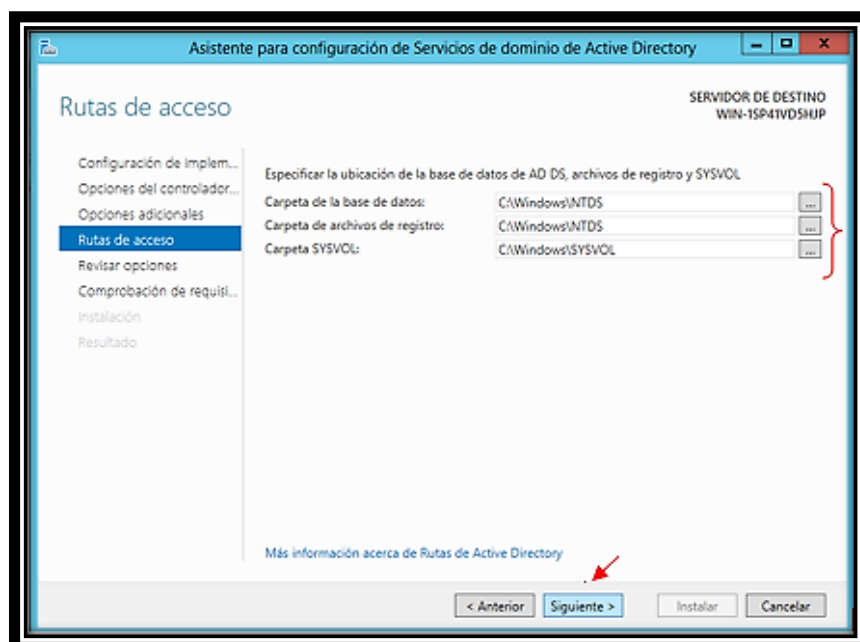 Asistente para configuración de Servicios de dominio de Active Directory
Rutas de acceso
SERVIDOR DE DESTINO
WIN-1SP41VD5HJP
Configuración de implem...
Opciones del controlador...
Opciones adicionales
Rutas de acceso
Revisar opciones
Comprobación de requisi...
Instalación
Resultado
Especificar la ubicación de la base de datos de AD DS, archivos de registro y SYSVOL
Carpeta de la base de datos: C:\Windows\NTDS ...
Carpeta de archivos de registro: C:\Windows\NTDS ...
Carpeta SYSVOL: C:\Windows\SYSVOL ...
Más información acerca de Rutas de Active Directory
< Anterior Siguiente > Instalar Cancelar